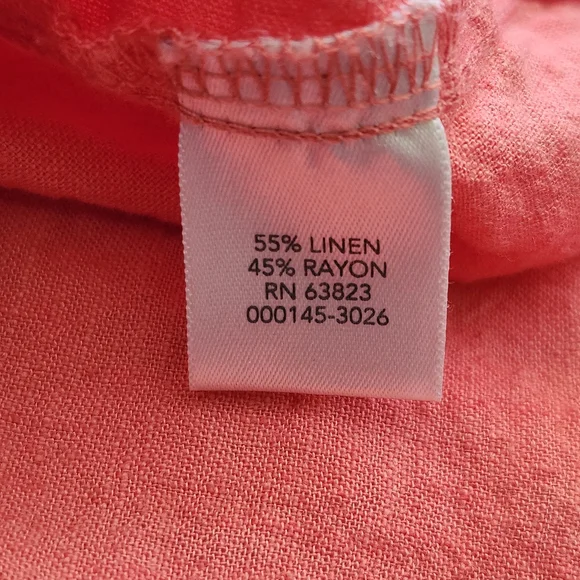 55% LINEN
45% RAYON
RN 63823
000145-3026